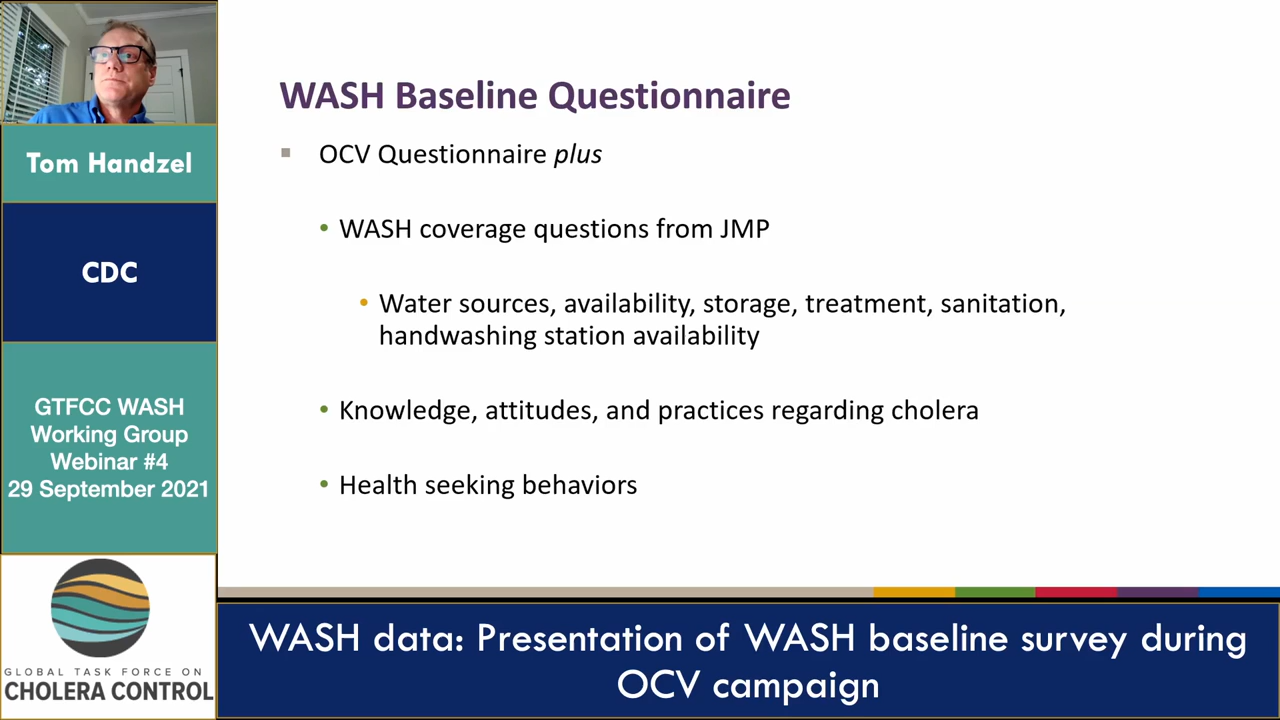 Tom Handzel
CDC
GTFCC WASH
Working Group
Webinar #4
29 September 2021
GLOBAL TASK FORCE ON
CHOLERA CONTROL
WASH Baseline Questionnaire
OCV Questionnaire plus
WASH coverage questions from JMP
Water sources, availability, storage, treatment, sanitation,
handwashing station availability
Knowledge, attitudes, and practices regarding cholera
Health seeking behaviors
WASH data: Presentation of WASH baseline survey during
OCV campaign